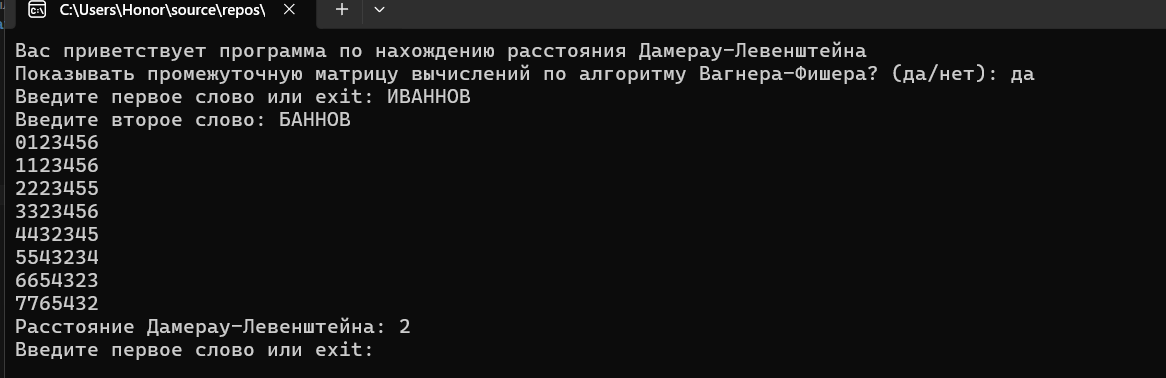 C:\Users\Honor\source\repos\
Вас приветствует программа по нахождению расстояния Дамерау-Левенштейна
Показывать промежуточную матрицу вычислений по алгоритму Вагнера-Фишера? (да/нет): да
Введите первое слово или exit: ИВАННОВ
Введите второе слово: БАННОВ
0123456
1123456
2223455
3323456
4432345
5543234
6654323
7765432
Расстояние Дамерау-Левенштейна: 2
Введите первое слово или exit: